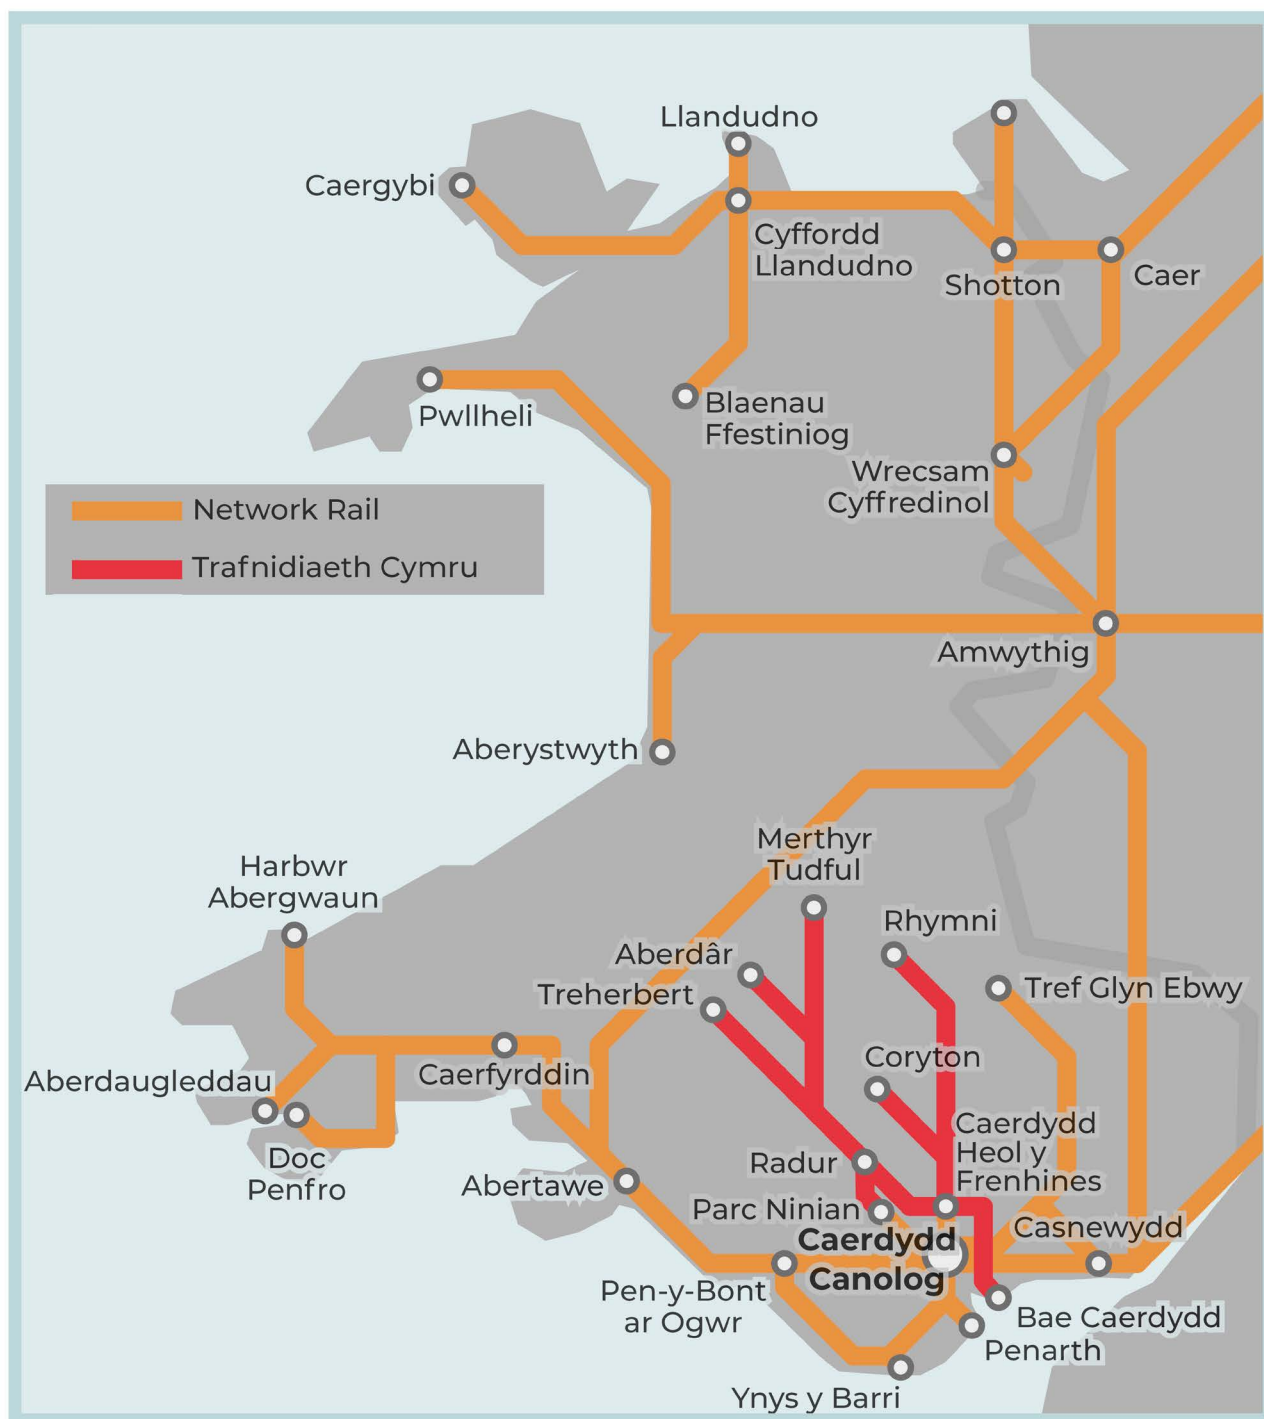 Llandudno
Caergybi
Cyffordd
Llandudno
Shotton
Caer
Pwllheli
Blaenau
Ffestiniog
Wrecsam
Cyffredinol
Network Rail
Trafnidiaeth Cymru
Amwythig
Aberystwyth
Merthyr
Tudful
Harbwr
Abergwaun
Rhymni
Aberdâr
Treherbert
Tref Glyn Ebwy
Coryton
Caerfyrddin
Aberdaugleddau
Caerdydd
Heol y
Frenhines
Doc
Penfro
Radur
Abertawe
Parc Ninian
Casnewydd
Caerdydd
Canolog
Pen-y-Bont
ar Ogwr
Bae Caerdydd
Penarth
Ynys y Barri